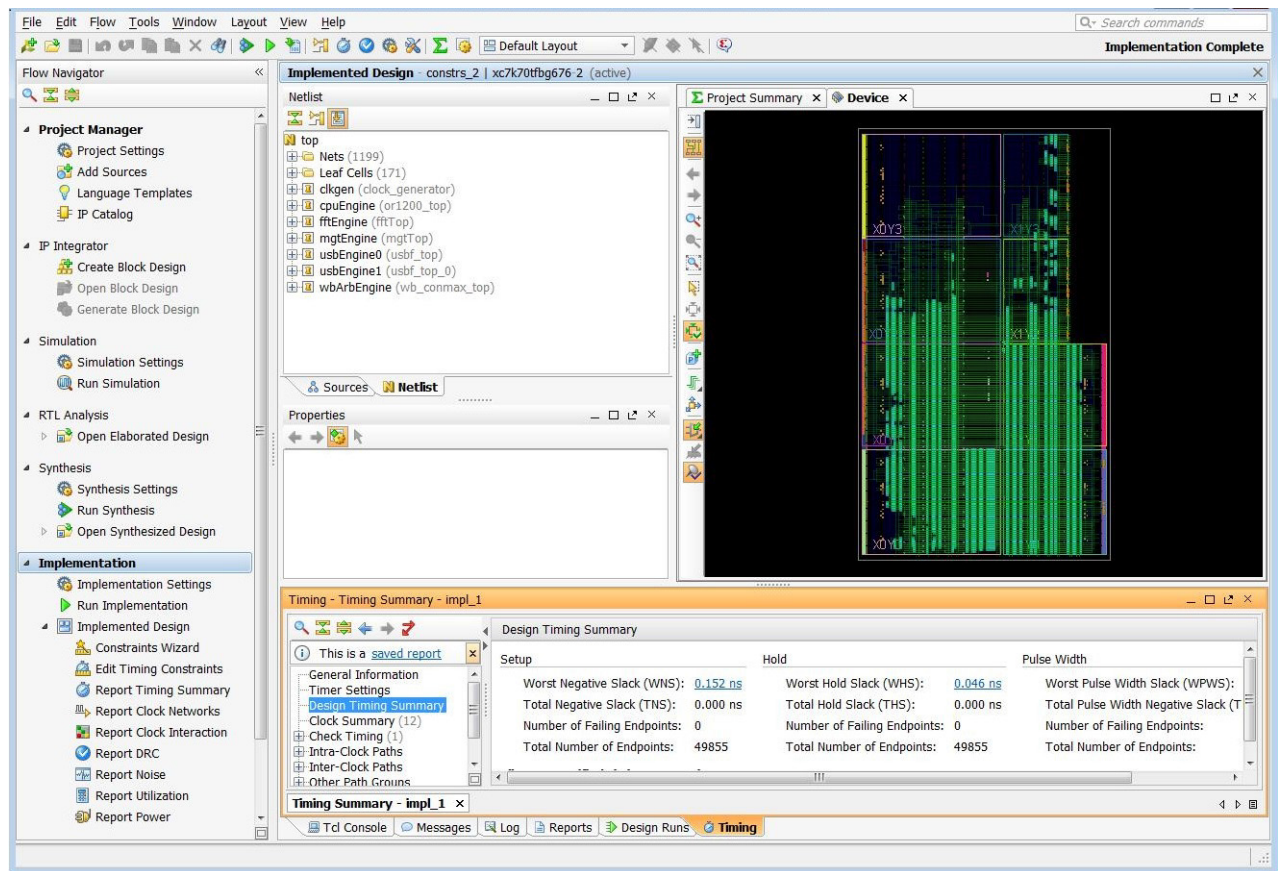 File Edit Flow Tools Window Layout View Help
Search commands
Default Layout
Implementation Complete
Flow Navigator
Project Manager
Project Settings
Add Sources
Language Templates
IP Catalog
IP Integrator
Create Block Design
Open Block Design
Generate Block Design
Simulation
Simulation Settings
Run Simulation
RTL Analysis
Open Elaborated Design
Synthesis
Synthesis Settings
Run Synthesis
Open Synthesized Design
Implementation
Implementation Settings
Run Implementation
Implemented Design
Constraints Wizard
Edit Timing Constraints
Report Timing Summary
Report Clock Networks
Report Clock Interaction
Report DRC
Report Noise
Report Utilization
Report Power
Implemented Design - constrs_2 | xc7k70tfbg676-2 (active)
Netlist
top
Nets (1199)
Leaf Cells (171)
clkgen (clock_generator)
cpuEngine (or1200_top)
fftEngine (fftTop)
mgtEngine (mgtTop)
usbEngine0 (usbf_top)
usbEngine1 (usbf_top_0)
wbArbEngine (wb_conmax_top)
Sources Netlist
Properties
Project Summary Device
X0Y3 X1Y3
X0Y0
Timing - Timing Summary - impl_1
This is a saved report
General Information
Timer Settings
Design Timing Summary
Clock Summary (12)
Check Timing (1)
Intra-Clock Paths
Inter-Clock Paths
Other Path Groups
Design Timing Summary
Setup Hold Pulse Width
Worst Negative Slack (WNS): 0.152 ns Worst Hold Slack (WHS): 0.046 ns Worst Pulse Width Slack (WPWS):
Total Negative Slack (TNS): 0.000 ns Total Hold Slack (THS): 0.000 ns Total Pulse Width Negative Slack (T
Number of Failing Endpoints: 0 Number of Failing Endpoints: 0 Number of Failing Endpoints:
Total Number of Endpoints: 49855 Total Number of Endpoints: 49855 Total Number of Endpoints:
Timing Summary - impl_1
Tcl Console Messages Log Reports Design Runs Timing